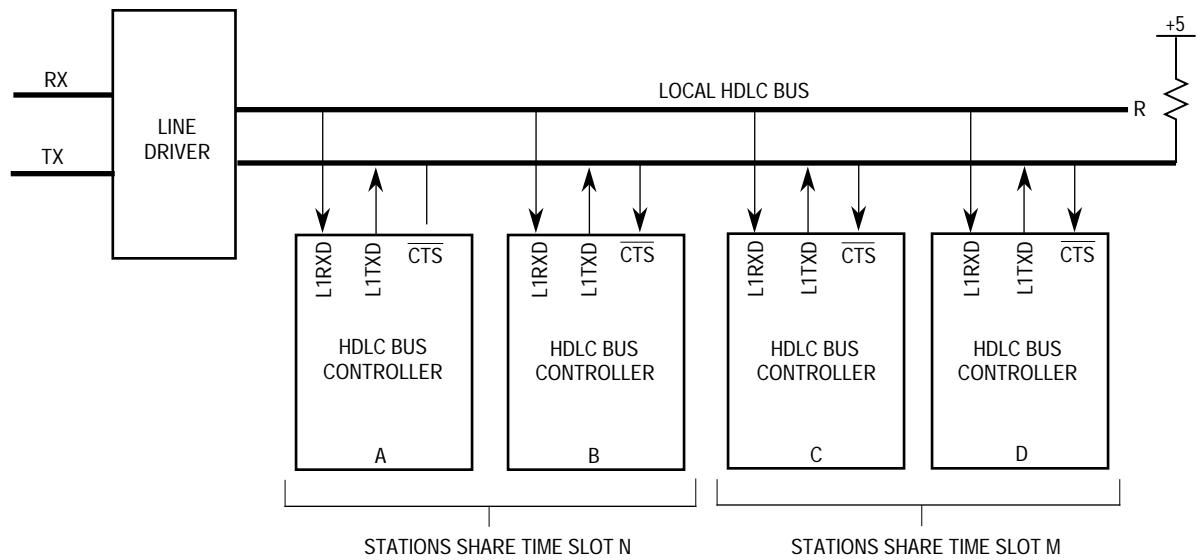 +5
RX
LOCAL HDLC BUS
R
LINE
DRIVER
TX
L1RXD
L1TXD
CTS
L1RXD
L1TXD
CTS
L1RXD
L1TXD
CTS
L1RXD
L1TXD
CTS
HDLC BUS
CONTROLLER
HDLC BUS
CONTROLLER
HDLC BUS
CONTROLLER
HDLC BUS
CONTROLLER
A
B
C
D
STATIONS SHARE TIME SLOT N
STATIONS SHARE TIME SLOT M